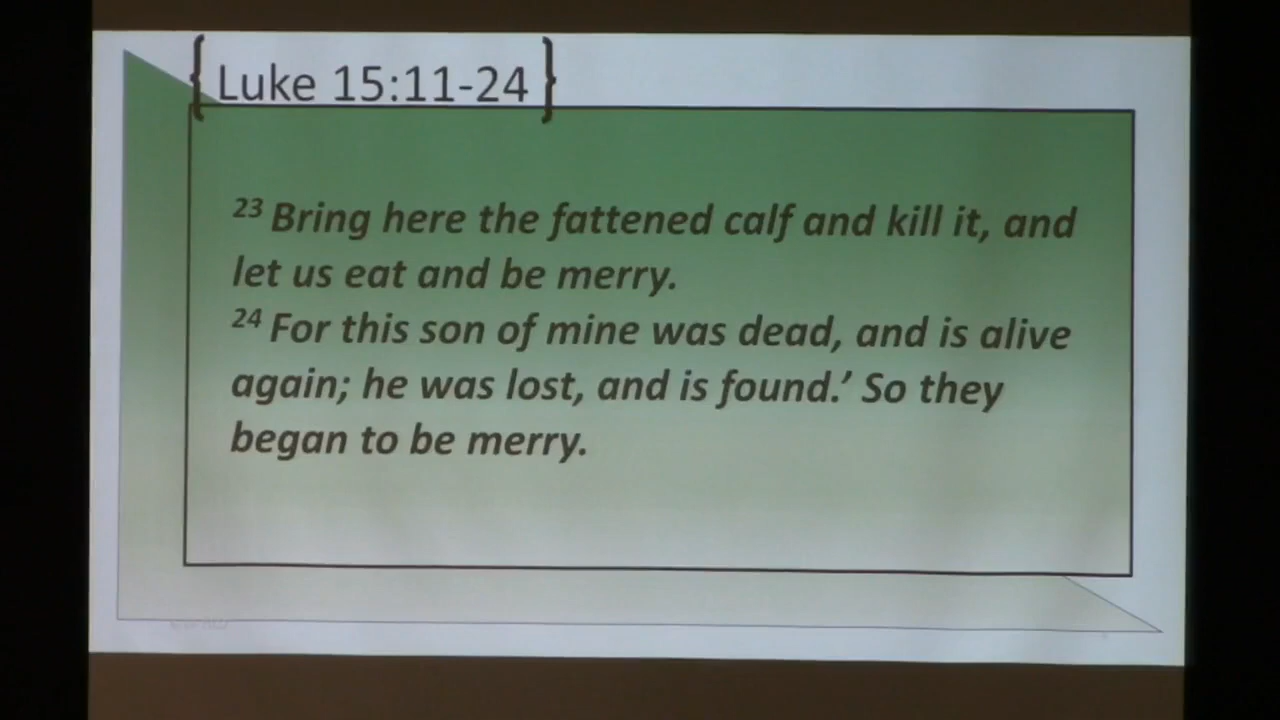 { Luke 15:11-24 }
23 Bring here the fattened calf and kill it, and
let us eat and be merry.
24 For this son of mine was dead, and is alive
again; he was lost, and is found.’ So they
began to be merry.